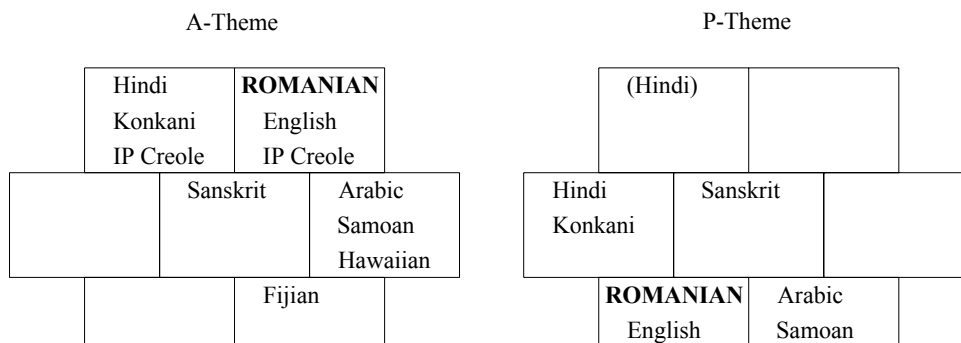 A-Theme P-Theme
Hindi ROMANIAN (Hindi)
Konkani English
IP Creole IP Creole
Sanskrit Arabic Hindi Sanskrit
Samoan Konkani
Hawaiian
Fijian ROMANIAN Arabic
English Samoan